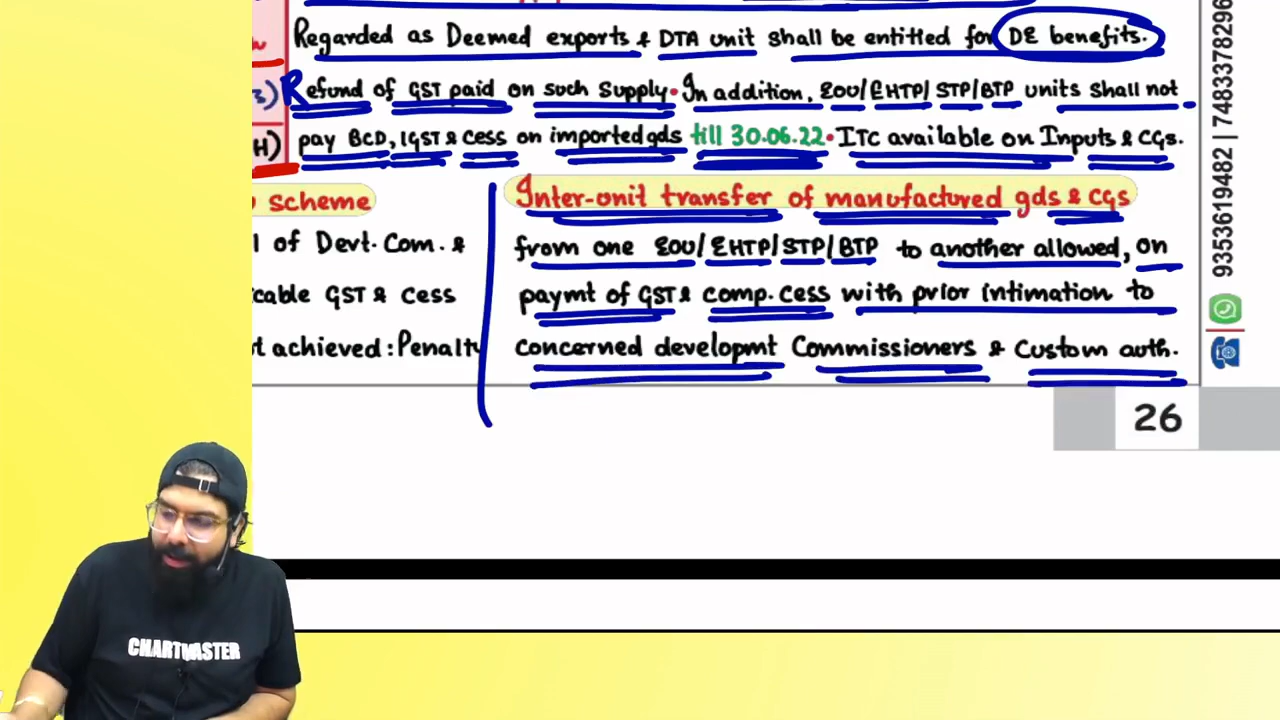 Regarded as Deemed exports & DTA unit shall be entitled for DE benefits.
Refund of GST paid on such supply • In addition, EOU/EHTP/STP/BTP units shall not
H) pay BCD, IGST & Cess on imported gds till 30.06.22 • ITC available on Inputs & CGs.
scheme
l of Devt. Com. &
cable GST & Cess
t achieved: Penalty
Inter-unit transfer of manufactured gds & CGs
from one EOU/EHTP/STP/BTP to another allowed, on
paymt of GST & comp. cess with prior intimation to
concerned developmt Commissioners & Custom auth.
26
9353619482 | 7483378296
CHARTMASTER